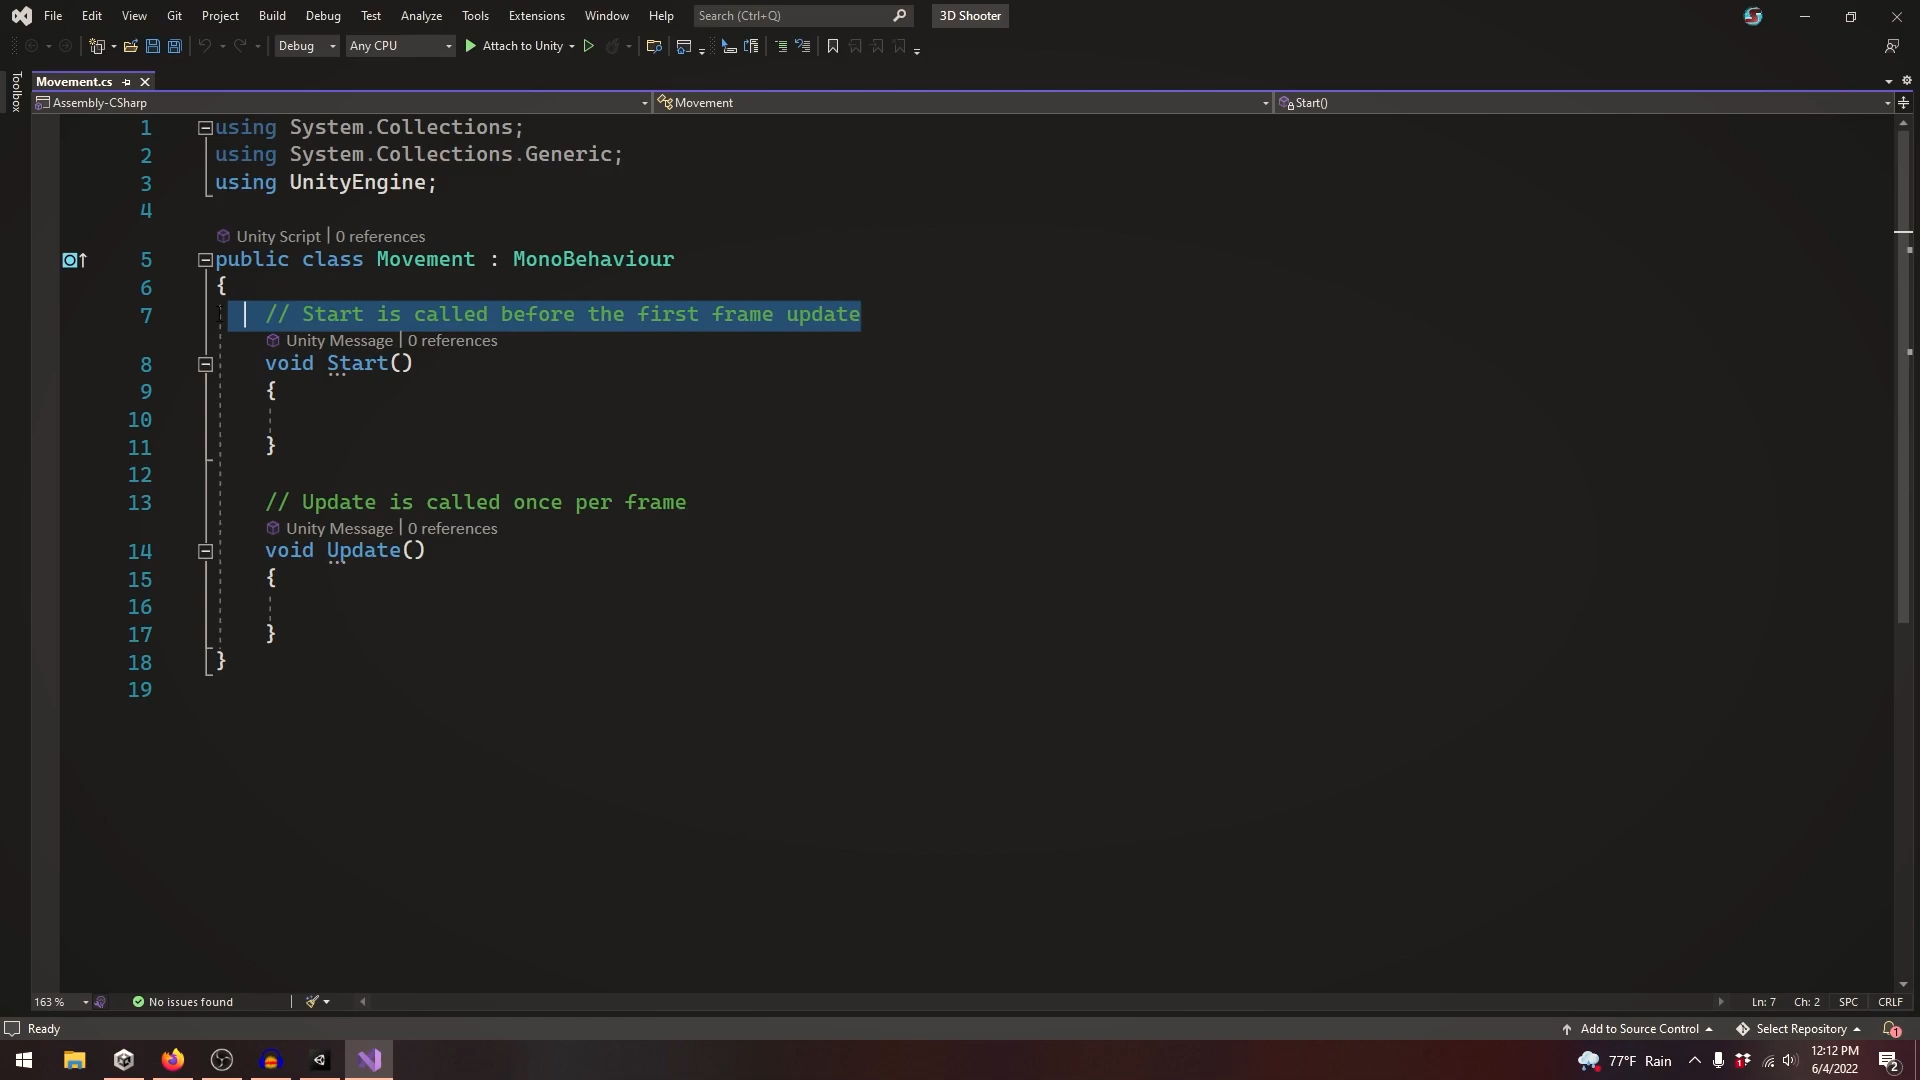 File Edit View Git Project Build Debug Test Analyze Tools Extensions Window Help Search (Ctrl+Q) 3D Shooter
Debug Any CPU Attach to Unity
Toolbox
Movement.cs
Assembly-CSharp Movement Start()
1 using System.Collections;
2 using System.Collections.Generic;
3 using UnityEngine;
4
Unity Script | 0 references
5 public class Movement : MonoBehaviour
6 {
7 // Start is called before the first frame update
Unity Message | 0 references
8 void Start()
9 {
10
11 }
12
13 // Update is called once per frame
Unity Message | 0 references
14 void Update()
15 {
16
17 }
18 }
19
163 % No issues found Ln: 7 Ch: 2 SPC CRLF
Ready Add to Source Control Select Repository 1
77°F Rain 12:12 PM
6/4/2022 2